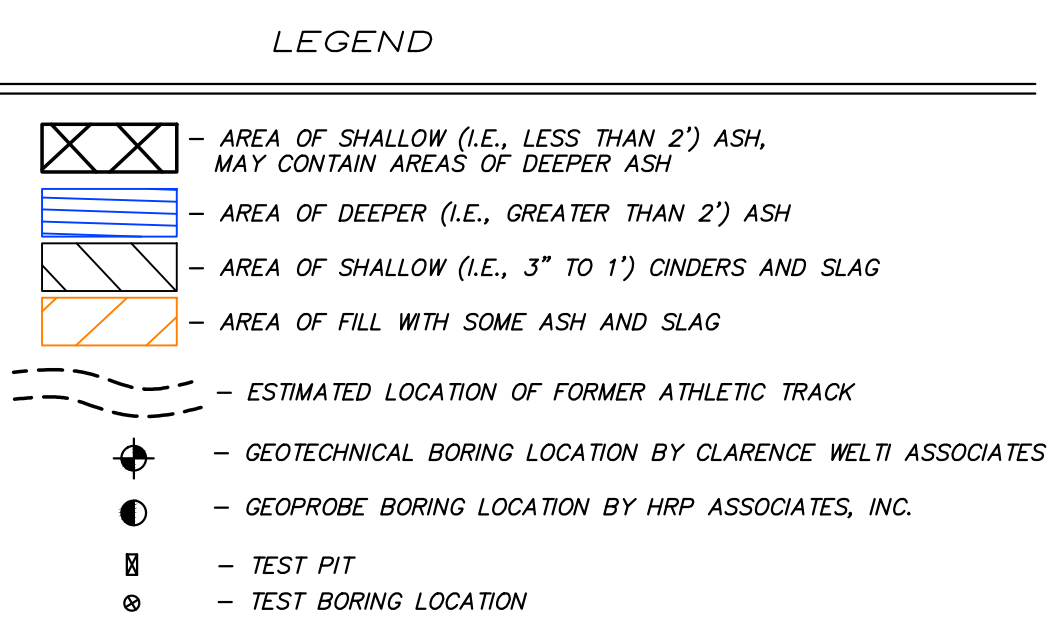 LEGEND
– AREA OF SHALLOW (I.E., LESS THAN 2') ASH,
MAY CONTAIN AREAS OF DEEPER ASH
– AREA OF DEEPER (I.E., GREATER THAN 2') ASH
– AREA OF SHALLOW (I.E., 3" TO 1') CINDERS AND SLAG
– AREA OF FILL WITH SOME ASH AND SLAG
– ESTIMATED LOCATION OF FORMER ATHLETIC TRACK
– GEOTECHNICAL BORING LOCATION BY CLARENCE WELTI ASSOCIATES
– GEOPROBE BORING LOCATION BY HRP ASSOCIATES, INC.
– TEST PIT
– TEST BORING LOCATION